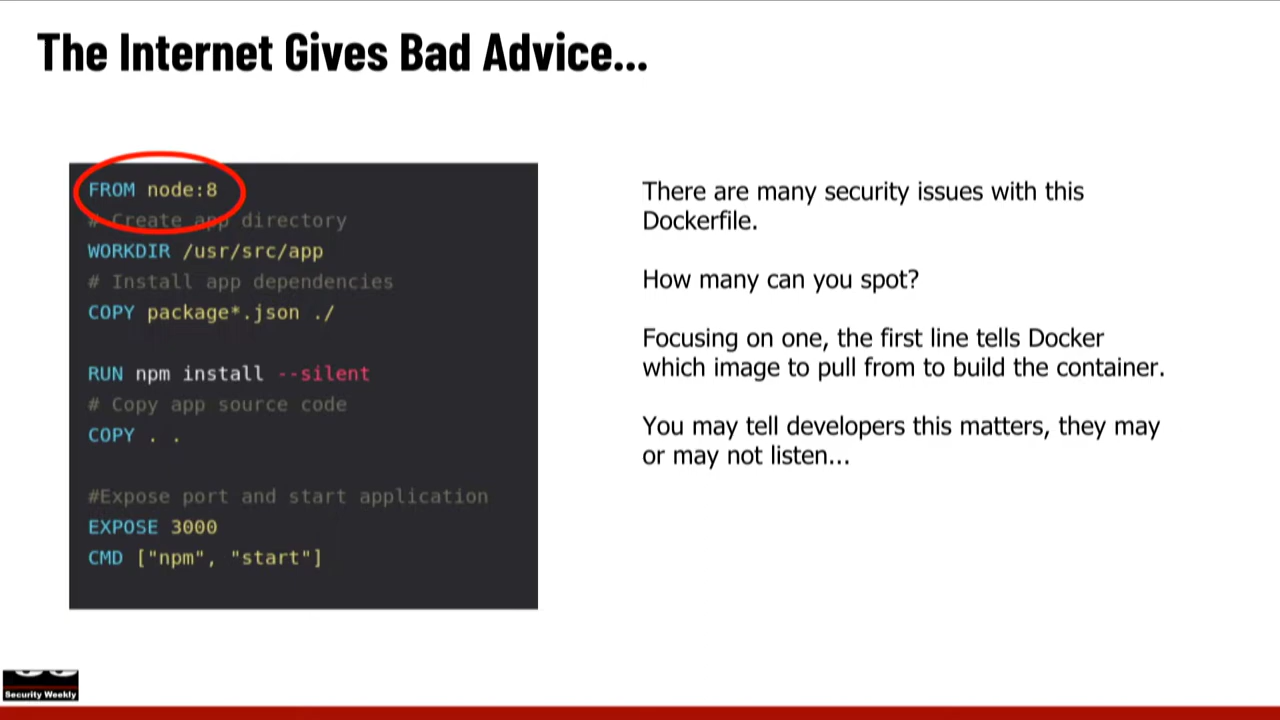 The Internet Gives Bad Advice...
FROM node:8
# Create app directory
WORKDIR /usr/src/app
# Install app dependencies
COPY package*.json ./
RUN npm install --silent
# Copy app source code
COPY . .
#Expose port and start application
EXPOSE 3000
CMD ["npm", "start"]
There are many security issues with this
Dockerfile.
How many can you spot?
Focusing on one, the first line tells Docker
which image to pull from to build the container.
You may tell developers this matters, they may
or may not listen...
Security Weekly